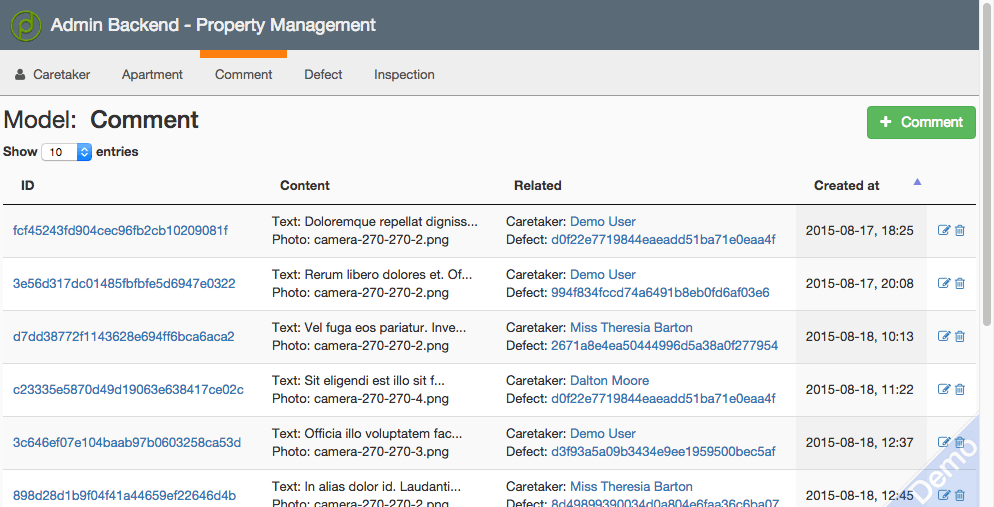 Admin Backend - Property Management
Caretaker Apartment Comment Defect Inspection
Model: Comment
+ Comment
Show 10 entries
ID Content Related Created at
fcf45243fd904cec96fb2cb10209081f
Text: Doloremque repellat digniss...
Photo: camera-270-270-2.png
Caretaker: Demo User
Defect: d0f22e7719844eaeadd51ba71e0eaa4f
2015-08-17, 18:25
3e56d317dc01485fbfbfe5d6947e0322
Text: Rerum libero dolores et. Of...
Photo: camera-270-270-2.png
Caretaker: Demo User
Defect: 994f834fccd74a6491b8eb0fd6af03e6
2015-08-17, 20:08
d7dd38772f1143628e694ff6bca6aca2
Text: Vel fuga eos pariatur. Inve...
Photo: camera-270-270-2.png
Caretaker: Miss Theresia Barton
Defect: 2671a8e4ea50444996d5a38a0f277954
2015-08-18, 10:13
c23335e5870d49d19063e638417ce02c
Text: Sit eligendi est illo sit f...
Photo: camera-270-270-4.png
Caretaker: Dalton Moore
Defect: d0f22e7719844eaeadd51ba71e0eaa4f
2015-08-18, 11:22
3c646ef07e104baab97b0603258ca53d
Text: Officia illo voluptatem fac...
Photo: camera-270-270-3.png
Caretaker: Demo User
Defect: d3f93a5a09b3434e9ee1959500bec5af
2015-08-18, 12:37
898d28d1b9f04f41a44659ef22646d4b
Text: In alias dolor id. Laudanti...
Photo: camera-270-270-2.png
Caretaker: Miss Theresia Barton
Defect: 8d49899390034d0a804e6faa36c6ba07
2015-08-18, 12:45
Demo